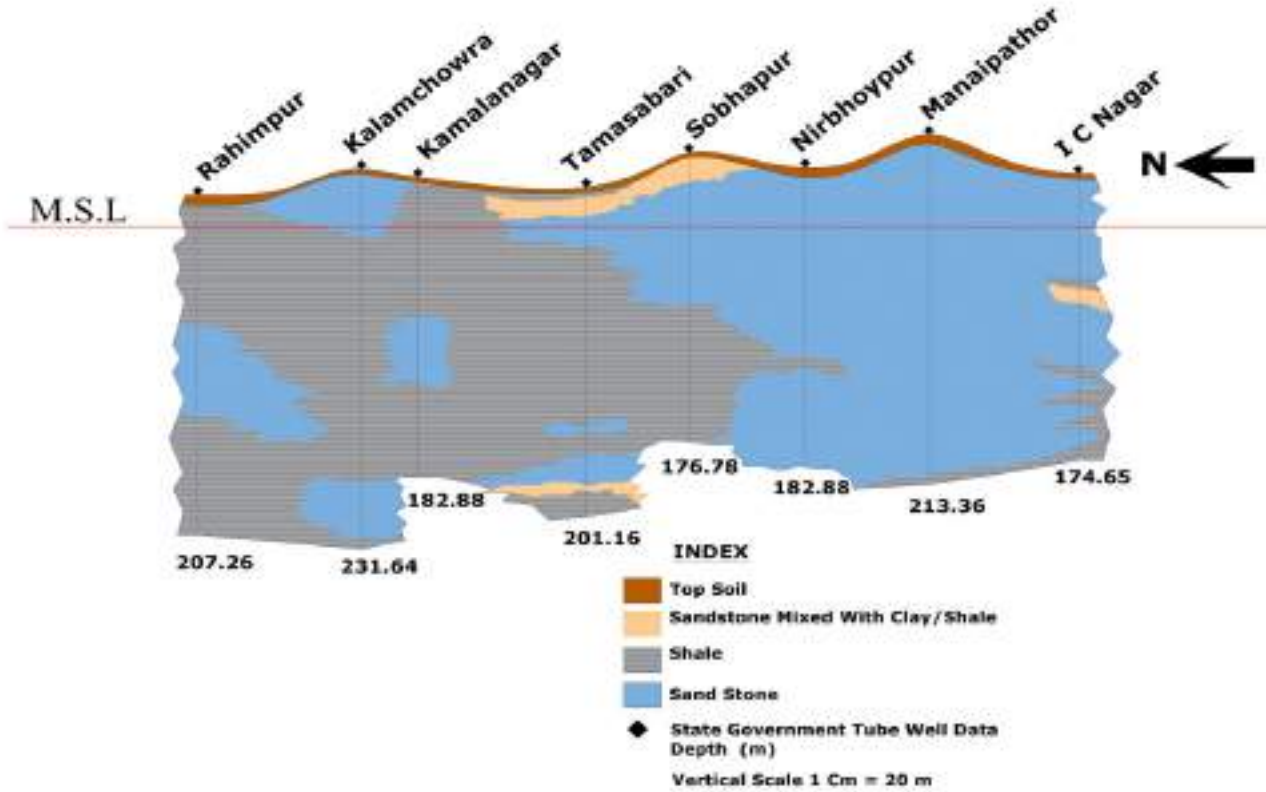 Rahimpur
Kalamchowra
Kamalanagar
Tamasabari
Sobhapur
Nirbhoypur
Manaipathor
I C Nagar
N
M.S.L
207.26
231.64
182.88
201.16
176.78
182.88
213.36
174.65
INDEX
Top Soil
Sandstone Mixed With Clay/Shale
Shale
Sand Stone
State Government Tube Well Data
Depth (m)
Vertical Scale 1 Cm = 20 m